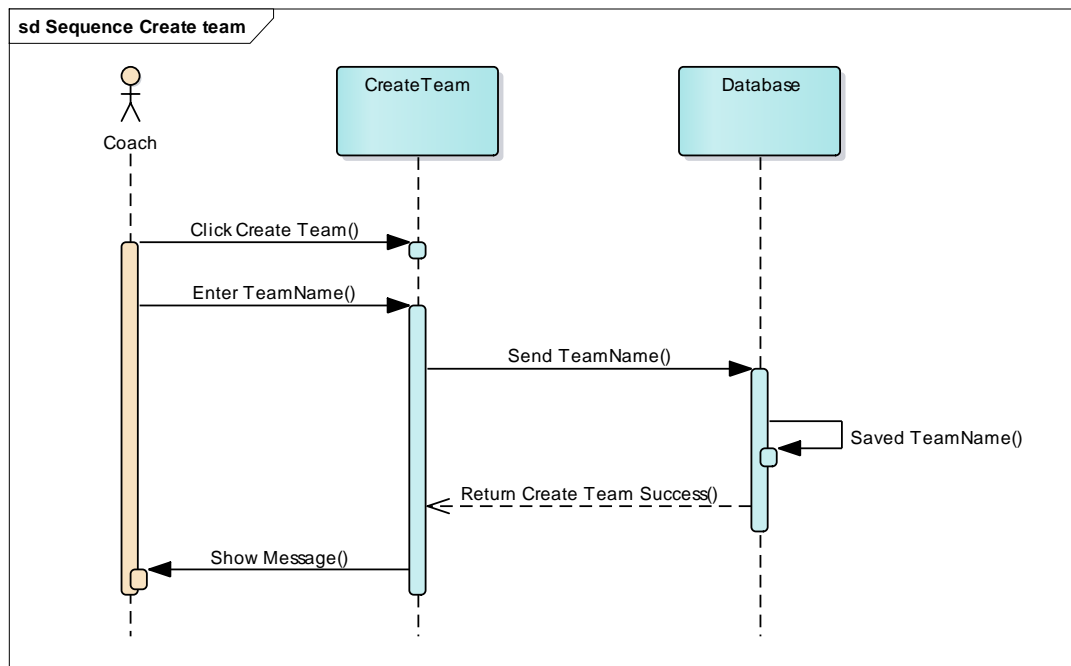 sd Sequence Create team
CreateTeam
Database
Coach
Click Create Team()
Enter TeamName()
Send TeamName()
Saved TeamName()
Return Create Team Success()
Show Message()